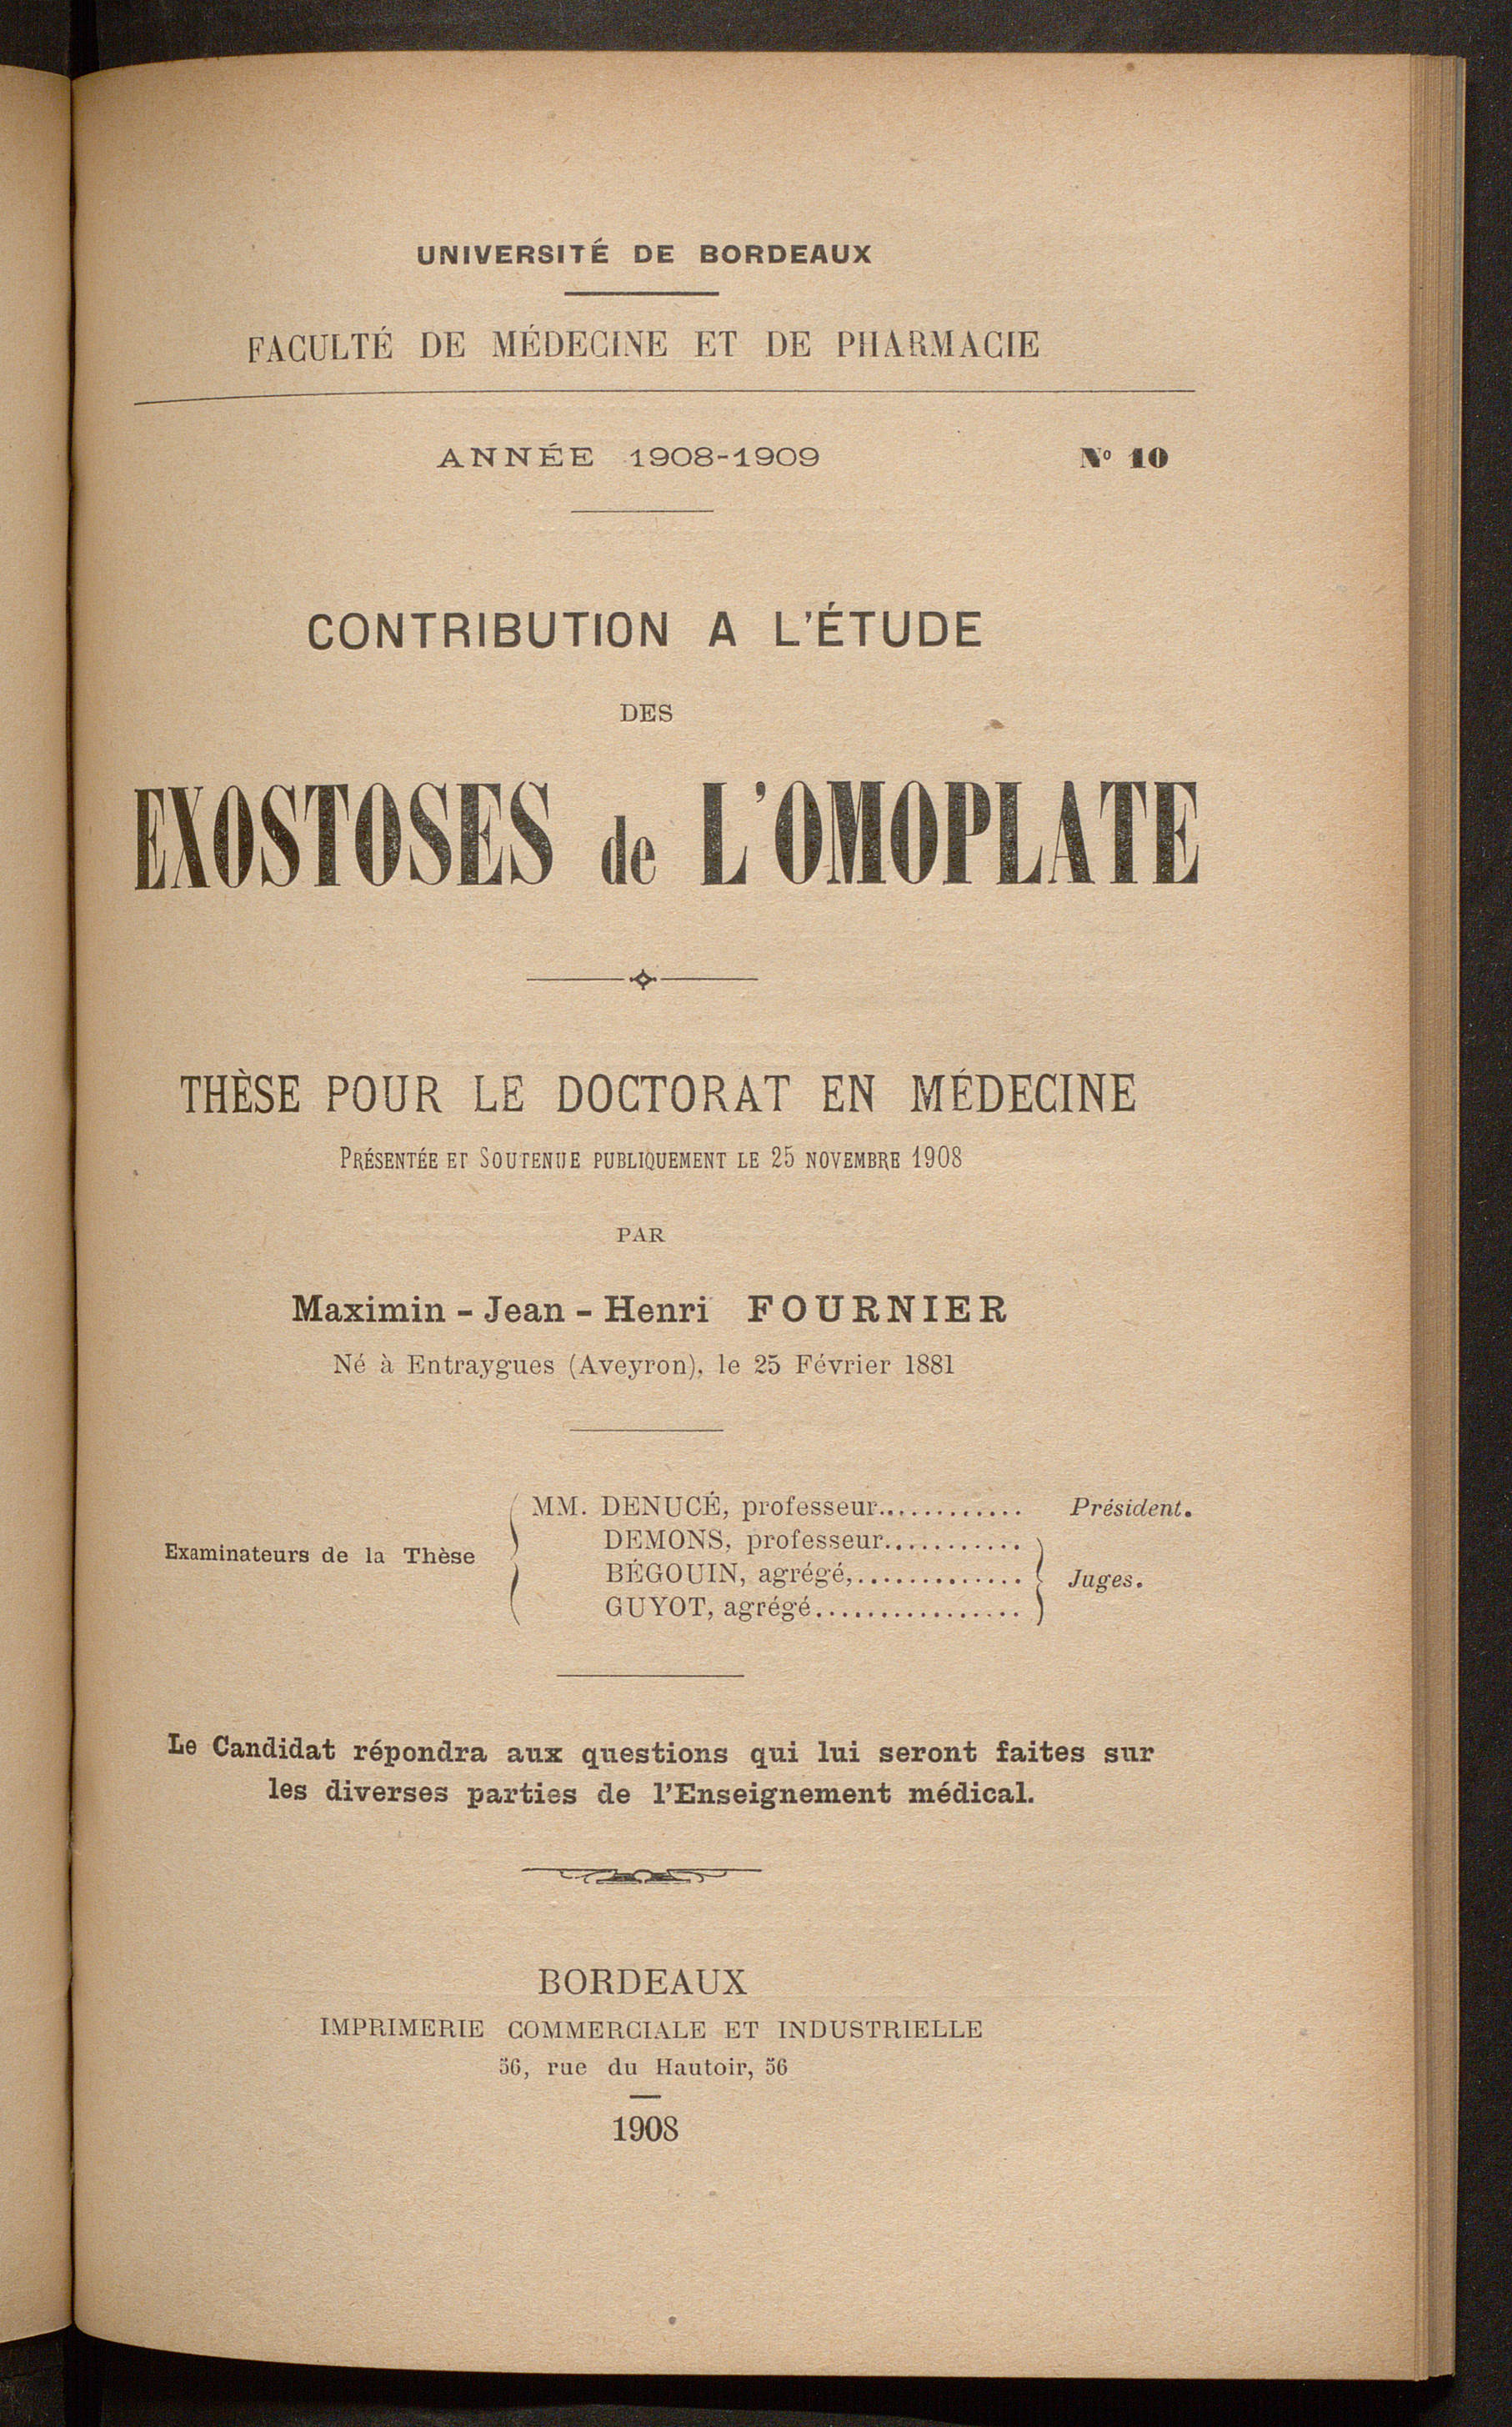 UNIVERSITÉ DE BORDEAUX
FACULTÉ DE MÉDECINE ET DE PHARMACIE
ANNÉE 1908-1909 N° 10
CONTRIBUTION A L'ÉTUDE
DES
EXOSTOSES de L'OMOPLATE
THÈSE POUR LE DOCTORAT EN MÉDECINE
PRÉSENTÉE ET SOUTENUE PUBLIQUEMENT LE 25 NOVEMBRE 1908
PAR
Maximin - Jean - Henri FOURNIER
Né à Entraygues (Aveyron), le 25 Février 1881
Examinateurs de la Thèse
MM. DENUCÉ, professeur............ Président.
DEMONS, professeur...........
BÉGOUIN, agrégé,..............
GUYOT, agrégé.................
Juges.
Le Candidat répondra aux questions qui lui seront faites sur
les diverses parties de l'Enseignement médical.
BORDEAUX
IMPRIMERIE COMMERCIALE ET INDUSTRIELLE
56, rue du Hautoir, 56
1908